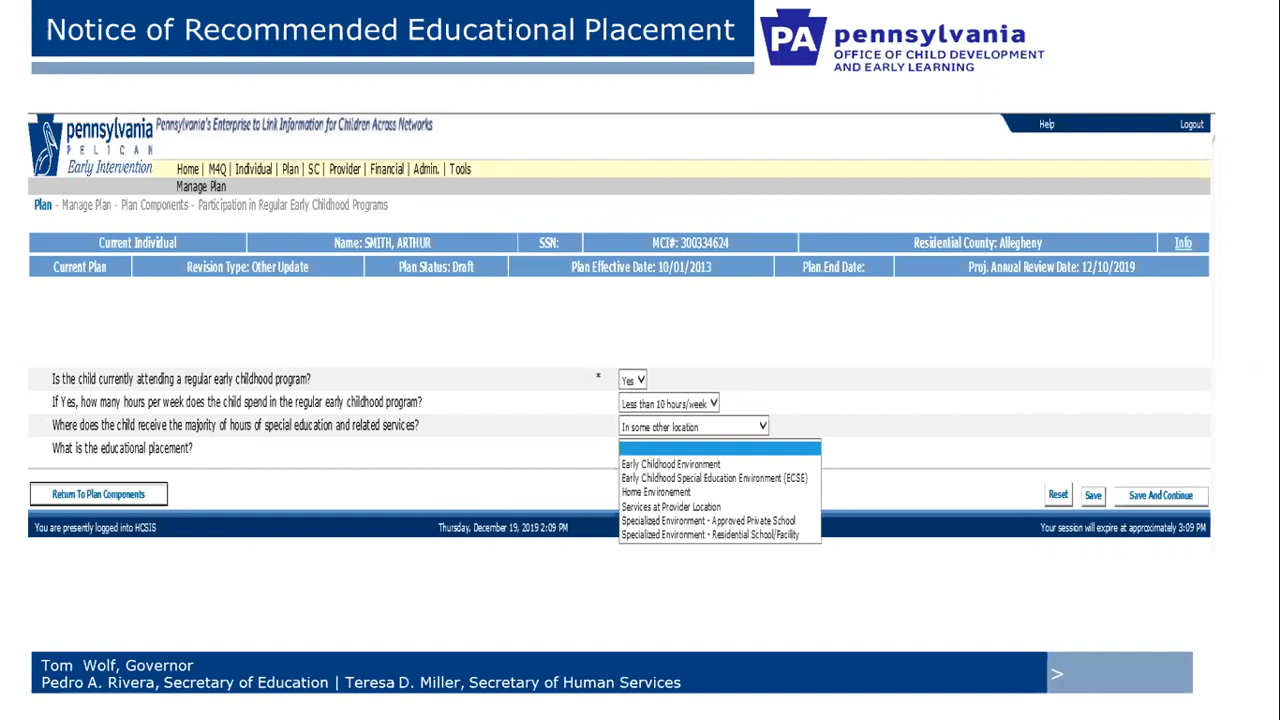 Notice of Recommended Educational Placement
PA pennsylvania
OFFICE OF CHILD DEVELOPMENT
AND EARLY LEARNING
pennsylvania
PELICAN
Early Intervention
Pennsylvania's Enterprise to Link Information for Children Across Networks
Help Logout
Home | M4Q | Individual | Plan | SC | Provider | Financial | Admin. | Tools
Manage Plan
Plan - Manage Plan - Plan Components - Participation in Regular Early Childhood Programs
Current Individual Name: SMITH, ARTHUR SSN: MCI#: 300334624 Residential County: Allegheny Info
Current Plan Revision Type: Other Update Plan Status: Draft Plan Effective Date: 10/01/2013 Plan End Date: Proj. Annual Review Date: 12/10/2019
Is the child currently attending a regular early childhood program? * Yes
If Yes, how many hours per week does the child spend in the regular early childhood program? Less than 10 hours/week
Where does the child receive the majority of hours of special education and related services? In some other location
What is the educational placement?
Early Childhood Environment
Early Childhood Special Education Environment (ECSE)
Home Environement
Services at Provider Location
Specialized Environment - Approved Private School
Specialized Environment - Residential School/Facility
Return To Plan Components Reset Save Save And Continue
You are presently logged into HCSIS Thursday, December 19, 2019 2:09 PM Your session will expire at approximately 3:09 PM
Tom Wolf, Governor
Pedro A. Rivera, Secretary of Education | Teresa D. Miller, Secretary of Human Services
>